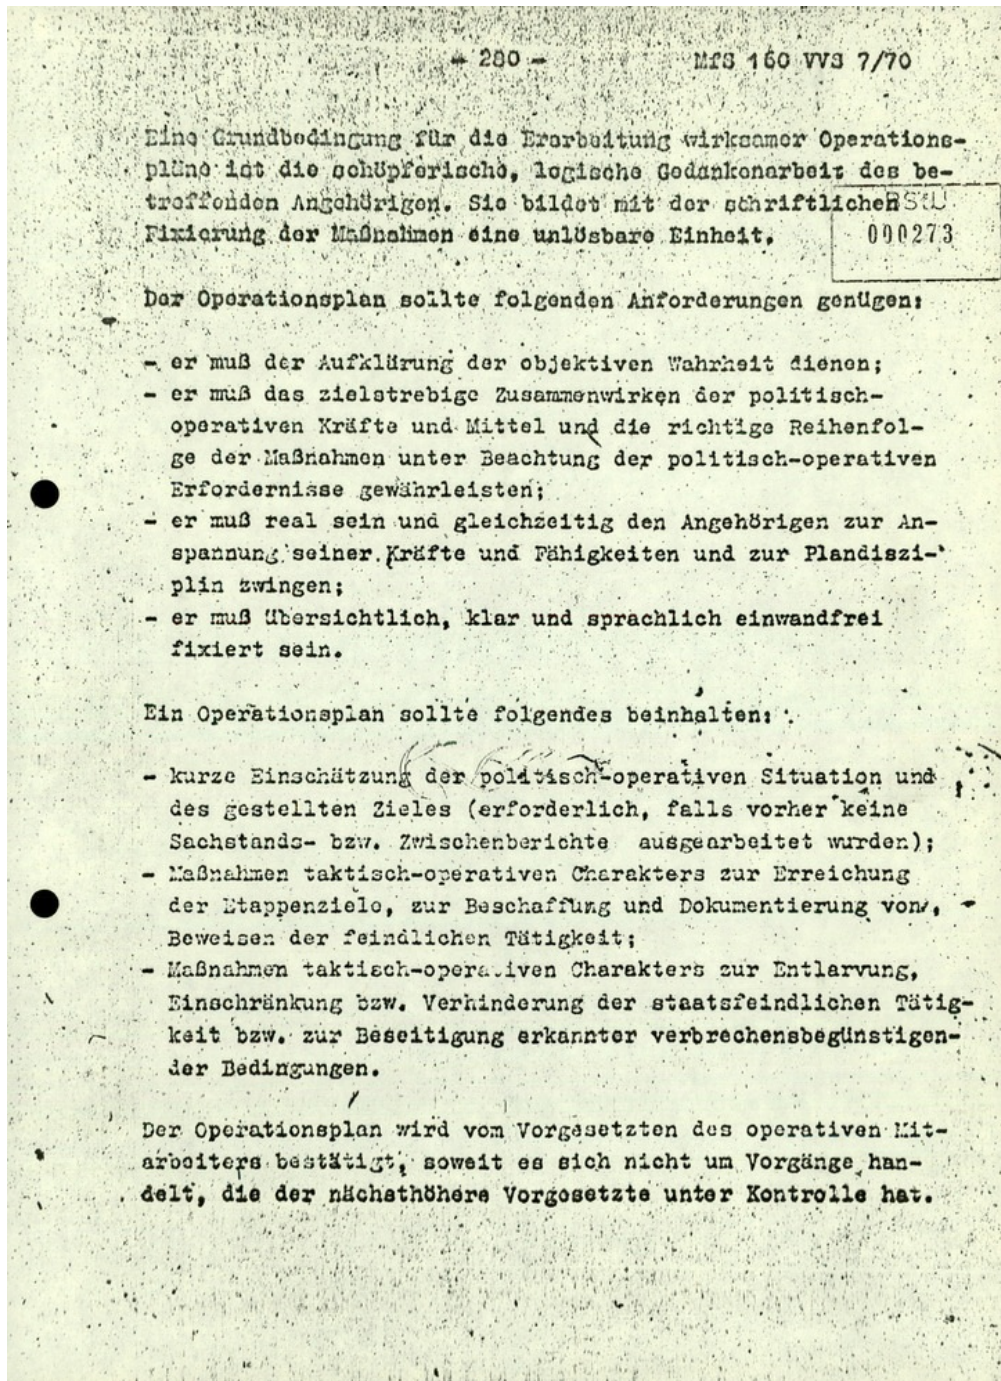 - 280 -
MfS 160 VVS 7/70
Eine Grundbedingung für die Erarbeitung wirksamer Operations-
pläne ist die schöpferische, logische Gedankenarbeit des be-
treffenden Angehörigen. Sie bildet mit der schriftlichen
BStU
Fixierung der Maßnahmen eine unlösbare Einheit.
000273
Der Operationsplan sollte folgenden Anforderungen genügen:
- er muß der Aufklärung der objektiven Wahrheit dienen;
- er muß das zielstrebige Zusammenwirken der politisch-
operativen Kräfte und Mittel und die richtige Reihenfol-
ge der Maßnahmen unter Beachtung der politisch-operativen
Erfordernisse gewährleisten;
- er muß real sein und gleichzeitig den Angehörigen zur An-
spannung seiner Kräfte und Fähigkeiten und zur Plandiszi-
plin zwingen;
- er muß übersichtlich, klar und sprachlich einwandfrei
fixiert sein.
Ein Operationsplan sollte folgendes beinhalten:
- kurze Einschätzung der politisch-operativen Situation und
des gestellten Zieles (erforderlich, falls vorher keine
Sachstands- bzw. Zwischenberichte ausgearbeitet wurden);
- Maßnahmen taktisch-operativen Charakters zur Erreichung
der Etappenziele, zur Beschaffung und Dokumentierung von
Beweisen der feindlichen Tätigkeit;
- Maßnahmen taktisch-operativen Charakters zur Entlarvung,
Einschränkung bzw. Verhinderung der staatsfeindlichen Tätig-
keit bzw. zur Beseitigung erkannter verbrechensbegünstigen-
der Bedingungen.
Der Operationsplan wird vom Vorgesetzten des operativen Mit-
arbeiters bestätigt, soweit es sich nicht um Vorgänge han-
delt, die der nächsthöhere Vorgesetzte unter Kontrolle hat.